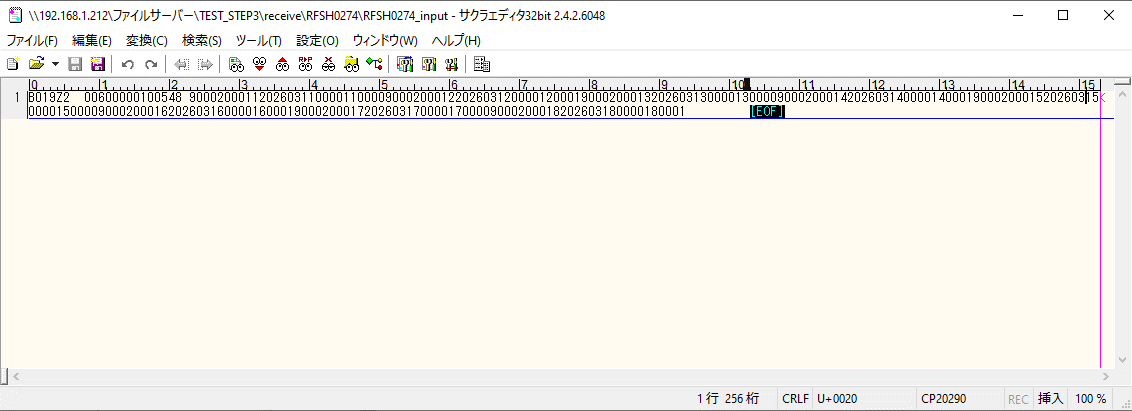 \\192.168.1.212\ファイルサーバー\TEST_STEP3\receive\RFSH0274\RFSH0274_input - サクラエディタ32bit 2.4.2.6048
ファイル(F) 編集(E) 変換(C) 検索(S) ツール(T) 設定(O) ウィンドウ(W) ヘルプ(H)
0 1 2 3 4 5 6 7 8 9 10 11 12 13 14 15
1 B019Z2  00600000100548 9000200011202603110000110000900020001220260312000012000190002000132026031300001300009000200014202603140000140001900020001520260315
0000150000900020001620260316000016000190002000172026031700001700009000200018202603180000180001 [EOF]
1 行 256 桁 CRLF U+0020 CP20290 REC 挿入 100 %